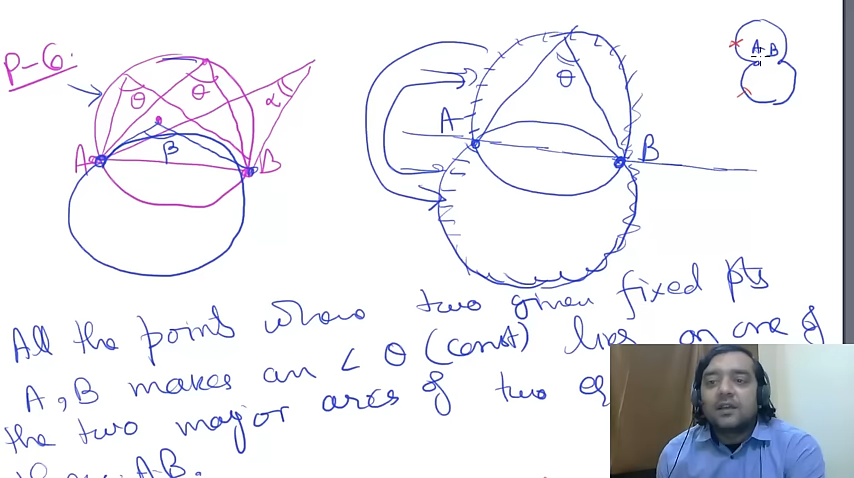 P-6:
θ
θ
α
A
β
B
A
θ
B
A B
All the points where two given fixed pts
A, B makes an ∠ θ (const) lies on one of
the two major arcs of two eq
AB.